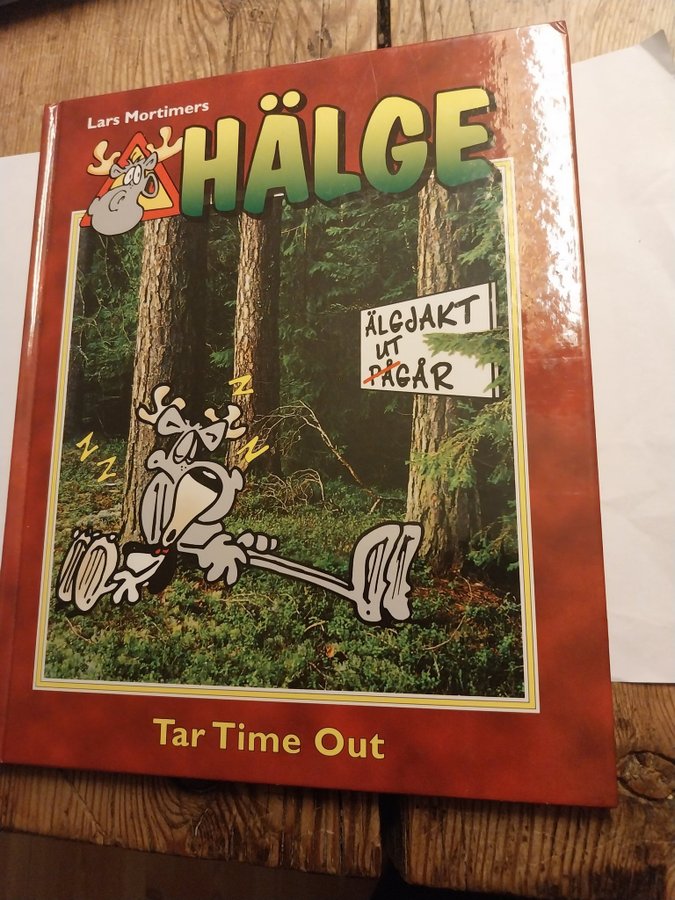 Lars Mortimers
HÄLGE
ÄLGJAKT
UT
PÅGÅR
Z
Z
Z
Z
Tar Time Out